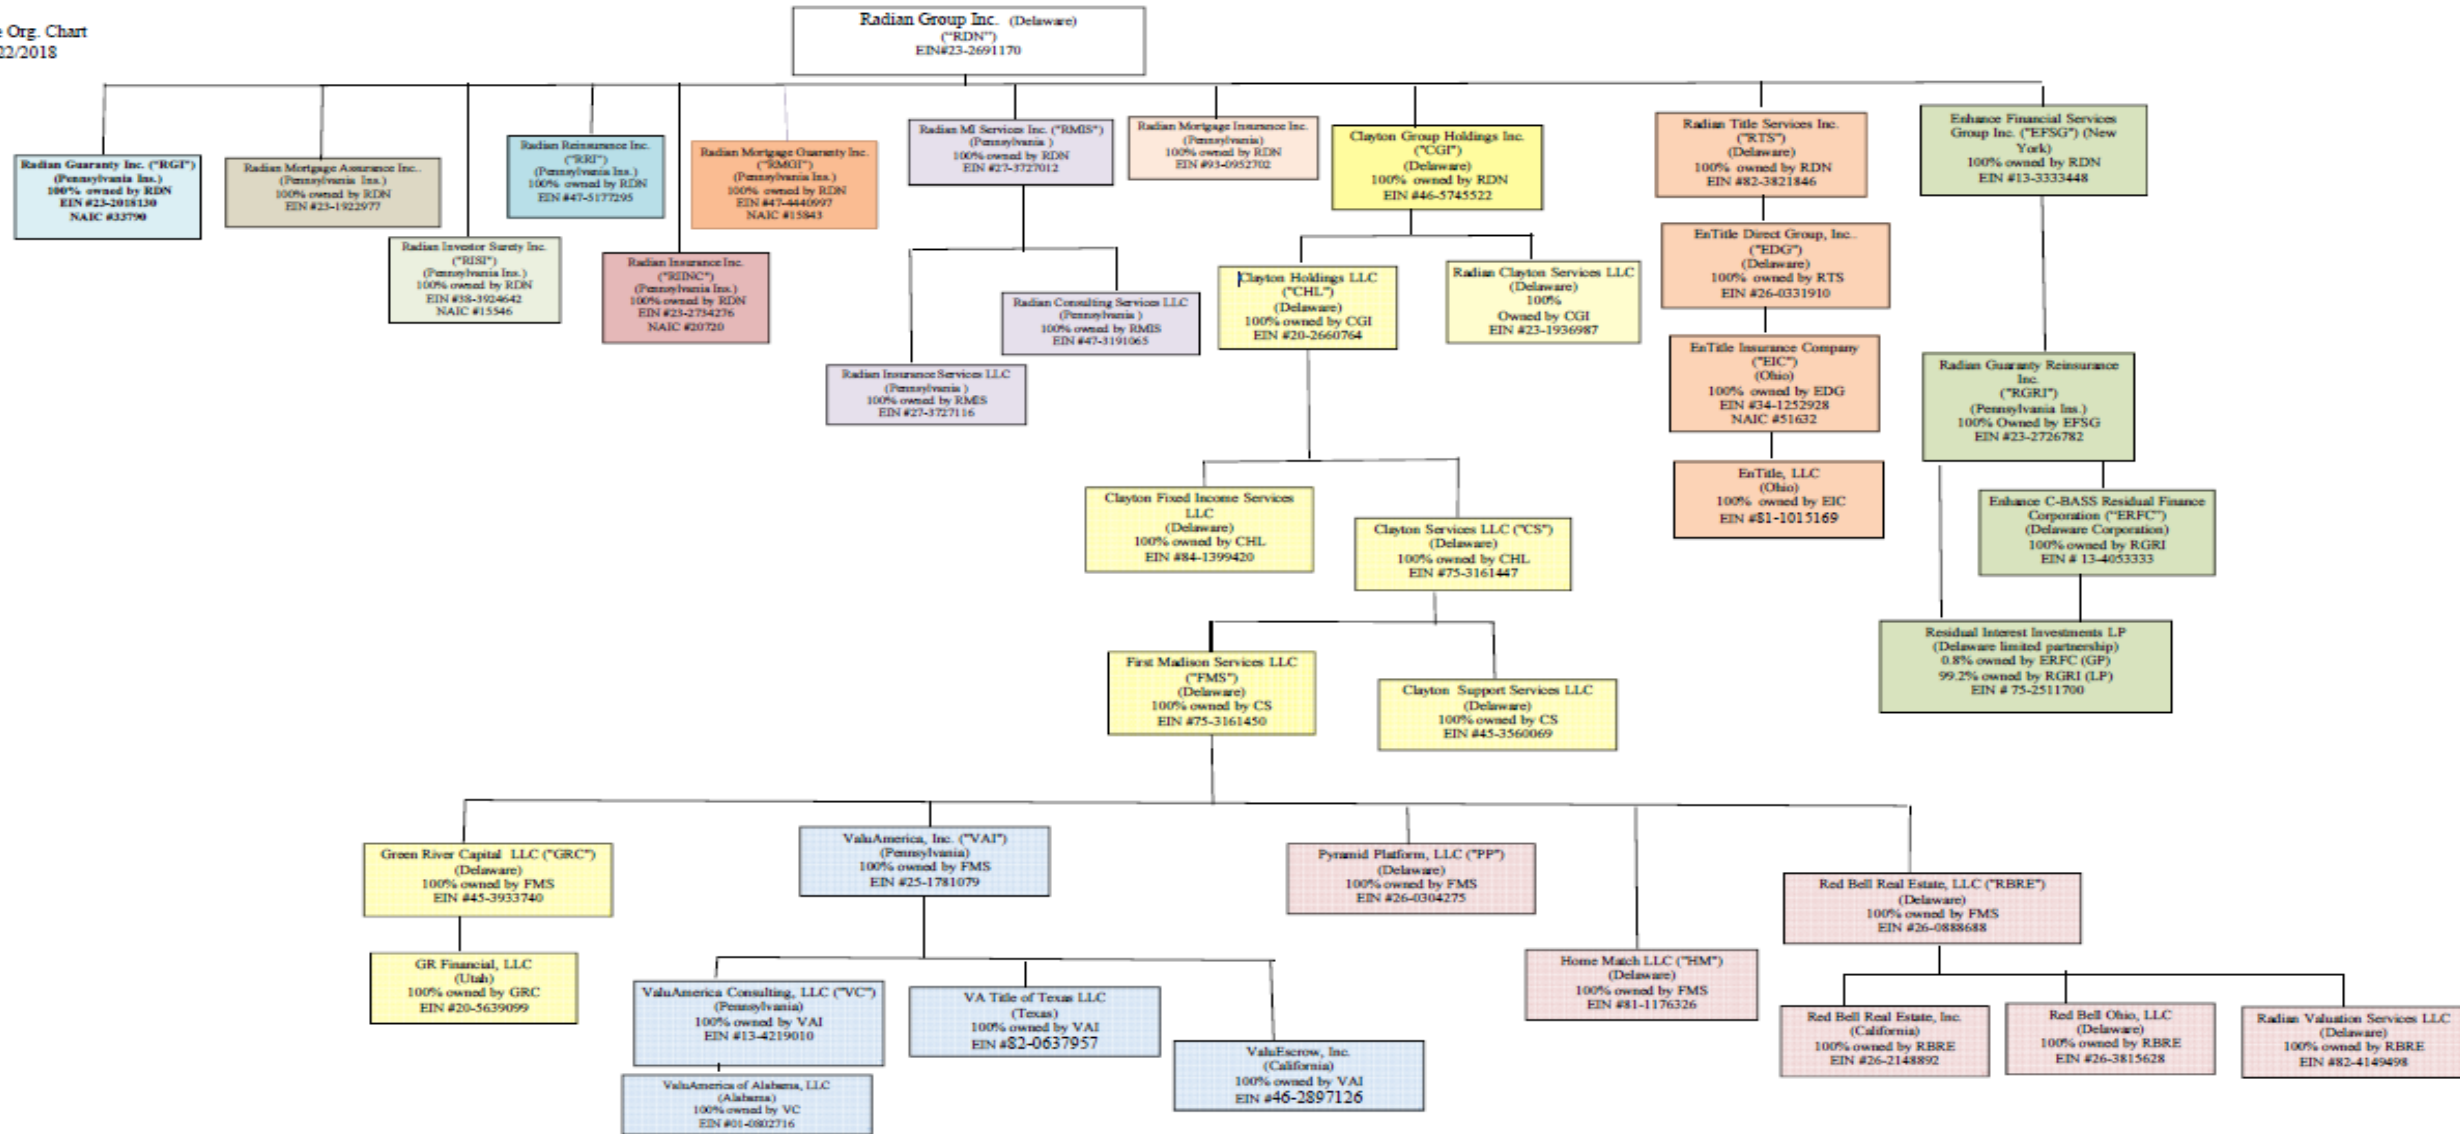 Org. Chart
22/2018
Radian Group Inc. (Delaware)
("RDN")
EIN#23-2691170
Radian Guaranty Inc. ("RGI")
(Pennsylvania Ins.)
100% owned by RDN
EIN #23-2018130
NAIC #33790
Radian Mortgage Assurance Inc..
(Pennsylvania Ins.)
100% owned by RDN
EIN #23-1922977
Radian Investor Surety Inc.
("RISI")
(Pennsylvania Ins.)
100% owned by RDN
EIN #38-3924642
NAIC #15546
Radian Reinsurance Inc.
("RRI")
(Pennsylvania Ins.)
100% owned by RDN
EIN #47-5177295
Radian Insurance Inc.
("RIINC")
(Pennsylvania Ins.)
100% owned by RDN
EIN #23-2734276
NAIC #20720
Radian Mortgage Guaranty Inc.
("RMGI")
(Pennsylvania Ins.)
100% owned by RDN
EIN #47-4440997
NAIC #15843
Radian MI Services Inc. ("RMIS")
(Pennsylvania )
100% owned by RDN
EIN #27-3727012
Radian Consulting Services LLC
(Pennsylvania )
100% owned by RMIS
EIN #47-3191065
Radian Insurance Services LLC
(Pennsylvania )
100% owned by RMIS
EIN #27-3727116
Radian Mortgage Insurance Inc.
(Pennsylvania)
100% owned by RDN
EIN #93-0952702
Clayton Group Holdings Inc.
("CGI")
(Delaware)
100% owned by RDN
EIN #46-5745522
Clayton Holdings LLC
("CHL")
(Delaware)
100% owned by CGI
EIN #20-2660764
Radian Clayton Services LLC
(Delaware)
100%
Owned by CGI
EIN #23-1936987
Radian Title Services Inc.
("RTS")
(Delaware)
100% owned by RDN
EIN #82-3821846
EnTitle Direct Group, Inc..
("EDG")
(Delaware)
100% owned by RTS
EIN #26-0331910
EnTitle Insurance Company
("EIC")
(Ohio)
100% owned by EDG
EIN #34-1252928
NAIC #51632
EnTitle, LLC
(Ohio)
100% owned by EIC
EIN #81-1015169
Enhance Financial Services
Group Inc. ("EFSG") (New
York)
100% owned by RDN
EIN #13-3333448
Radian Guaranty Reinsurance
Inc.
("RGRI")
(Pennsylvania Ins.)
100% Owned by EFSG
EIN #23-2726782
Enhance C-BASS Residual Finance
Corporation ("ERFC")
(Delaware Corporation)
100% owned by RGRI
EIN # 13-4053333
Residual Interest Investments LP
(Delaware limited partnership)
0.8% owned by ERFC (GP)
99.2% owned by RGRI (LP)
EIN # 75-2511700
Clayton Fixed Income Services
LLC
(Delaware)
100% owned by CHL
EIN #84-1399420
Clayton Services LLC ("CS")
(Delaware)
100% owned by CHL
EIN #75-3161447
First Madison Services LLC
("FMS")
(Delaware)
100% owned by CS
EIN #75-3161450
Clayton Support Services LLC
(Delaware)
100% owned by CS
EIN #45-3560069
Green River Capital LLC ("GRC")
(Delaware)
100% owned by FMS
EIN #45-3933740
GR Financial, LLC
(Utah)
100% owned by GRC
EIN #20-5639099
ValuAmerica, Inc. ("VAI")
(Pennsylvania)
100% owned by FMS
EIN #25-1781079
ValuAmerica Consulting, LLC ("VC")
(Pennsylvania)
100% owned by VAI
EIN #13-4219010
ValuAmerica of Alabama, LLC
(Alabama)
100% owned by VC
EIN #01-0802716
VA Title of Texas LLC
(Texas)
100% owned by VAI
EIN #82-0637957
ValuEscrow, Inc.
(California)
100% owned by VAI
EIN #46-2897126
Pyramid Platform, LLC ("PP")
(Delaware)
100% owned by FMS
EIN #26-0304275
Home Match LLC ("HM")
(Delaware)
100% owned by FMS
EIN #81-1176326
Red Bell Real Estate, LLC ("RBRE")
(Delaware)
100% owned by FMS
EIN #26-0888688
Red Bell Real Estate, Inc.
(California)
100% owned by RBRE
EIN #26-2148892
Red Bell Ohio, LLC
(Delaware)
100% owned by RBRE
EIN #26-3815628
Radian Valuation Services LLC
(Delaware)
100% owned by RBRE
EIN #82-4149498